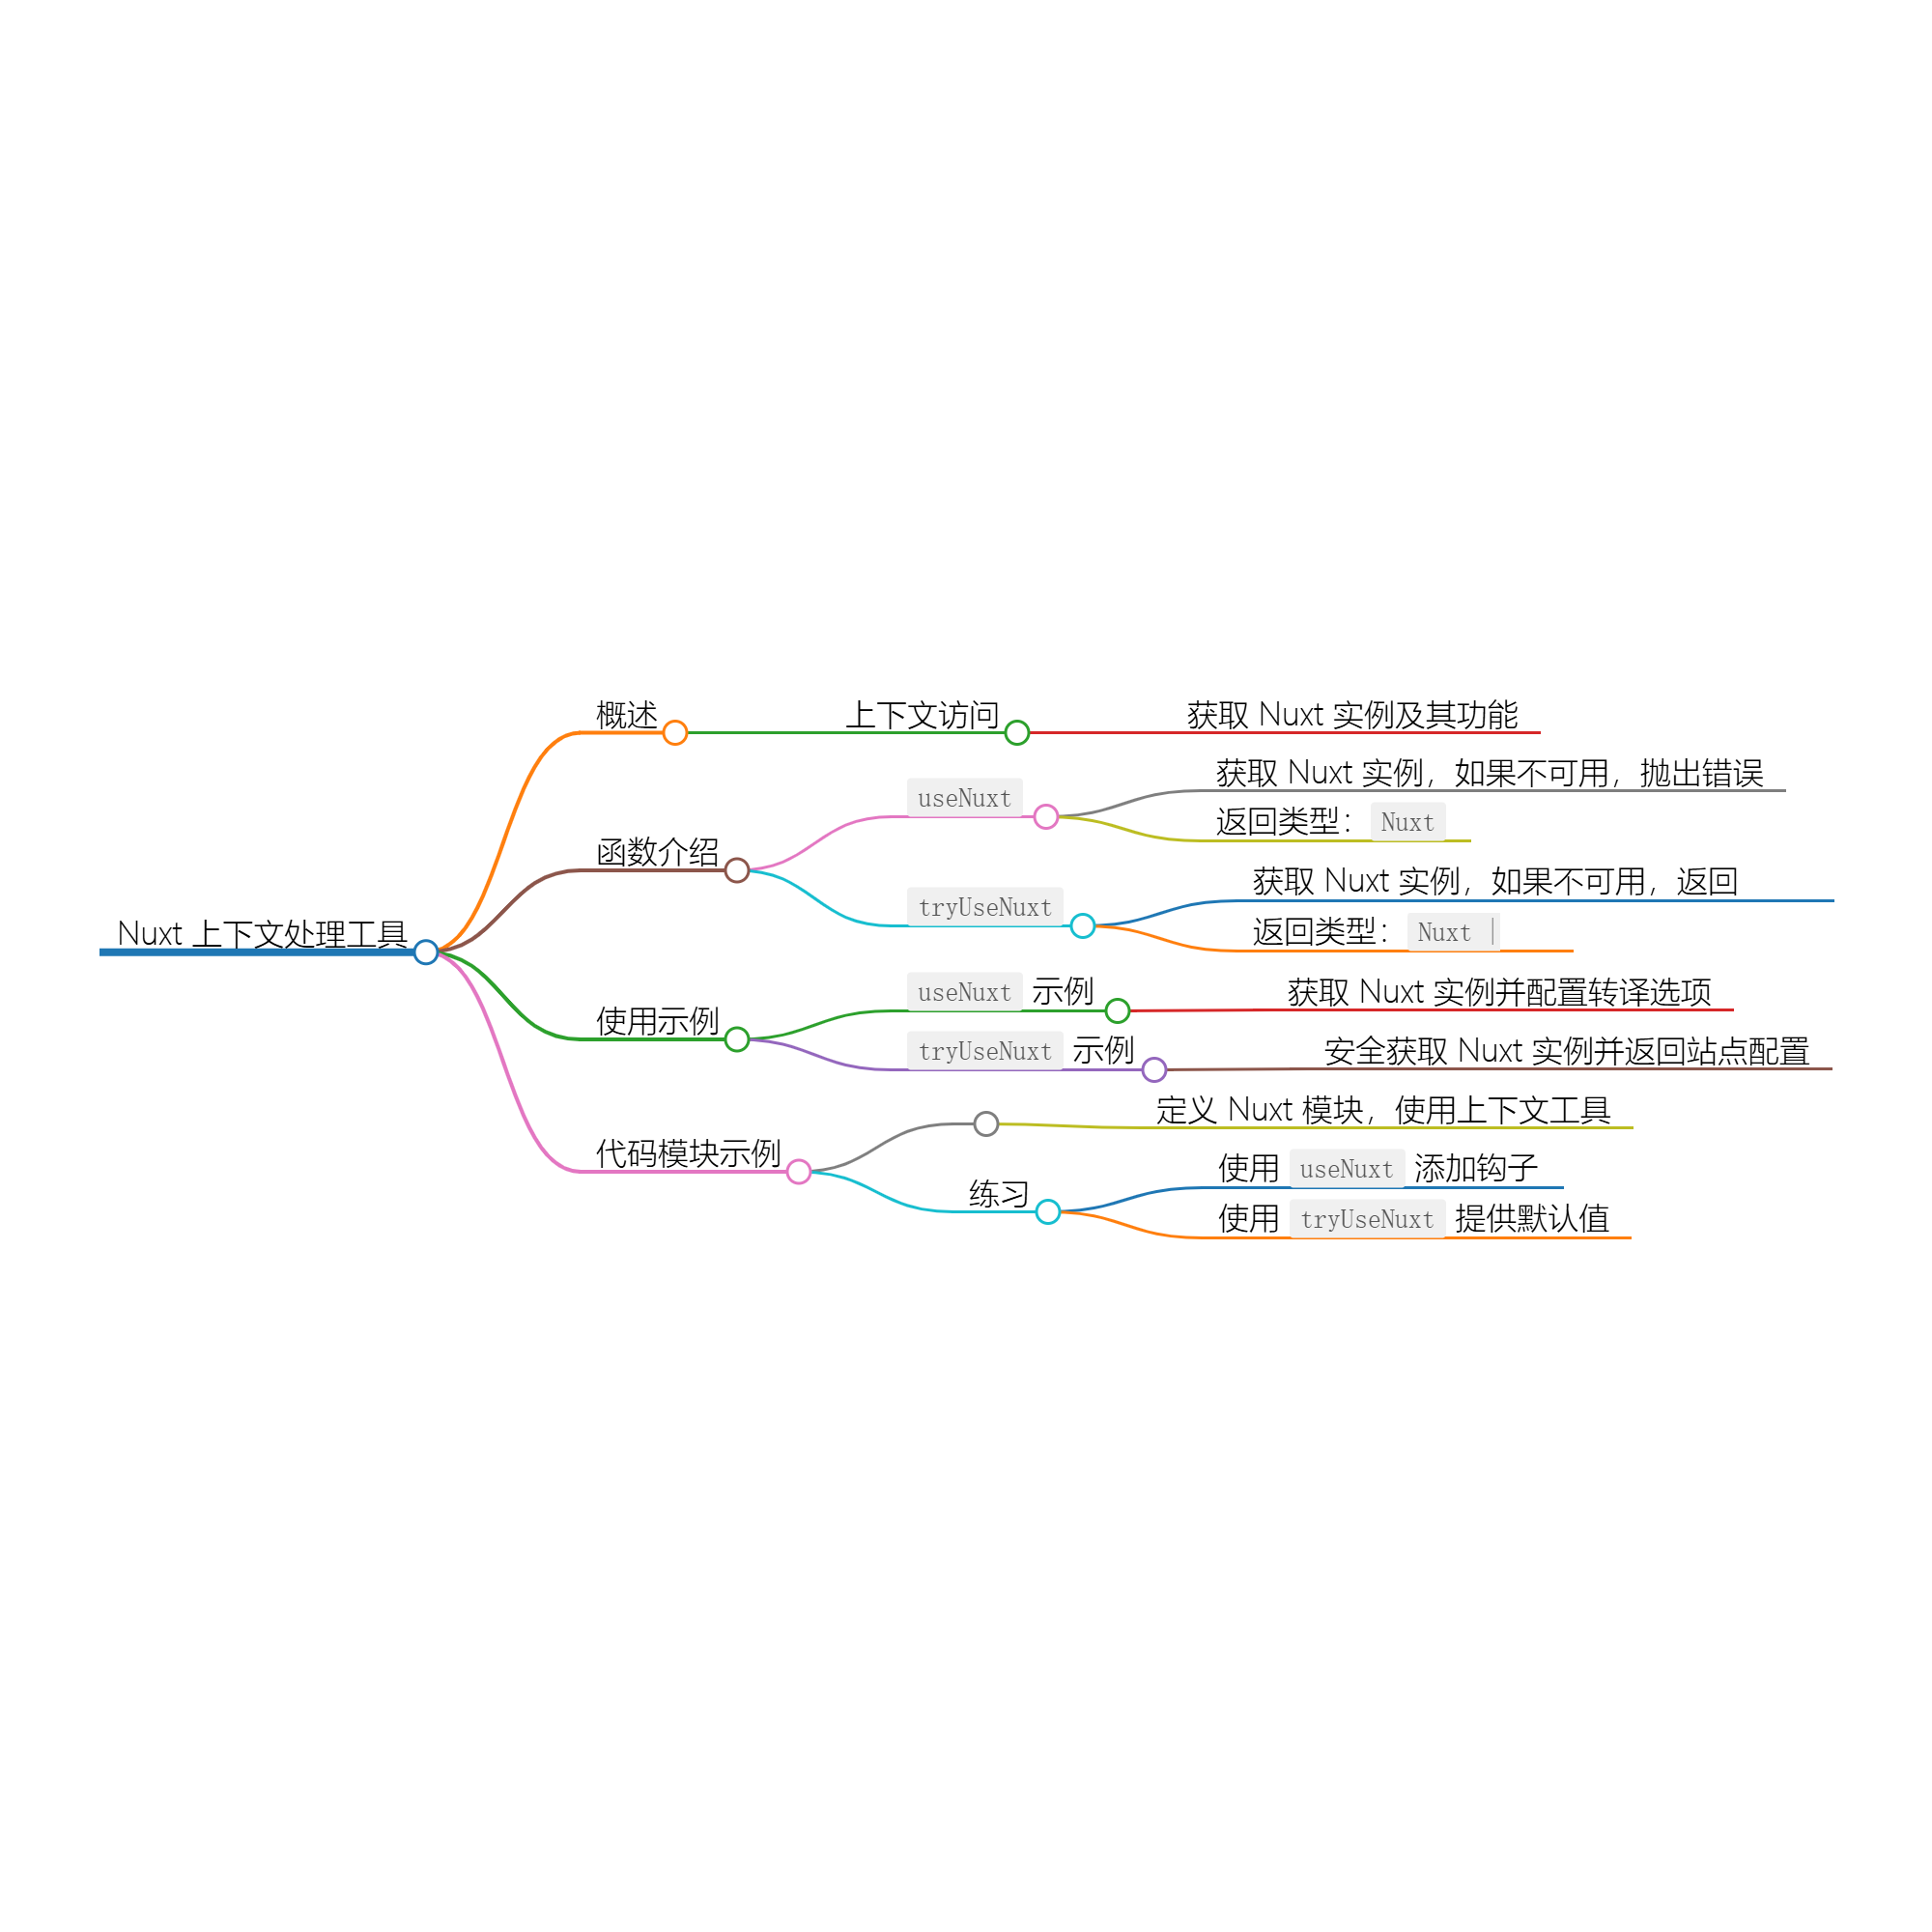 Nuxt 上下文处理工具
概述
上下文访问
获取 Nuxt 实例及其功能
函数介绍
useNuxt
获取 Nuxt 实例，如果不可用，抛出错误
返回类型： Nuxt
tryUseNuxt
获取 Nuxt 实例，如果不可用，返回
返回类型： Nuxt |
使用示例
useNuxt 示例
获取 Nuxt 实例并配置转译选项
tryUseNuxt 示例
安全获取 Nuxt 实例并返回站点配置
代码模块示例
定义 Nuxt 模块，使用上下文工具
练习
使用 useNuxt 添加钩子
使用 tryUseNuxt 提供默认值